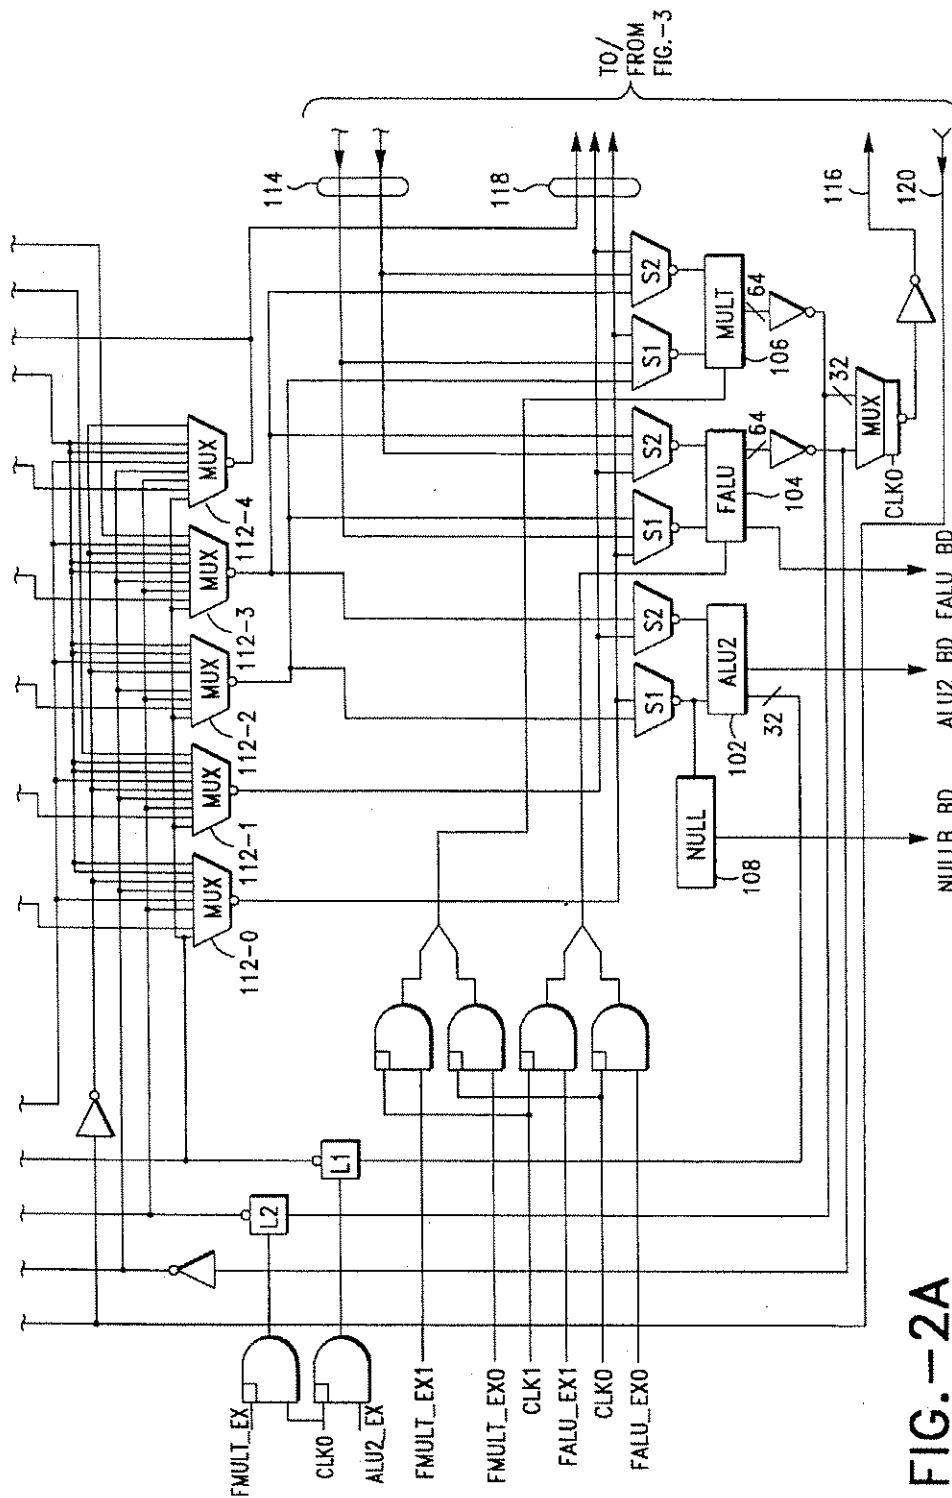 TO/
FROM
FIG.-3
114
118
116
120
MUX
112-4
MUX
112-3
MUX
112-2
MUX
112-1
MUX
112-0
S2
S1
MULT
106
64
S2
S1
FALU
104
64
S2
S1
ALU2
102
32
NULL
108
32
MUX
CLK0
FALU_BD
ALU2_BD
NULLB_BD
L1
L2
FMULT_EX
CLK0
ALU2_EX
FMULT_EX1
FMULT_EX0
CLK1
FALU_EX1
CLK0
FALU_EX0
FIG.-2A